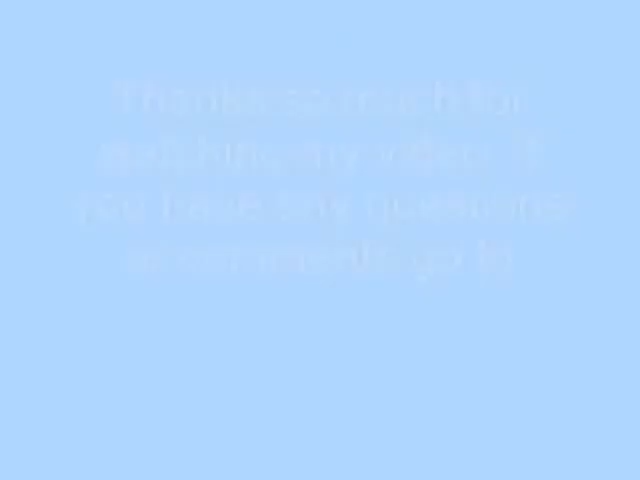 Thanks so much for
watching my video. If
you have any questions
or comments, go to